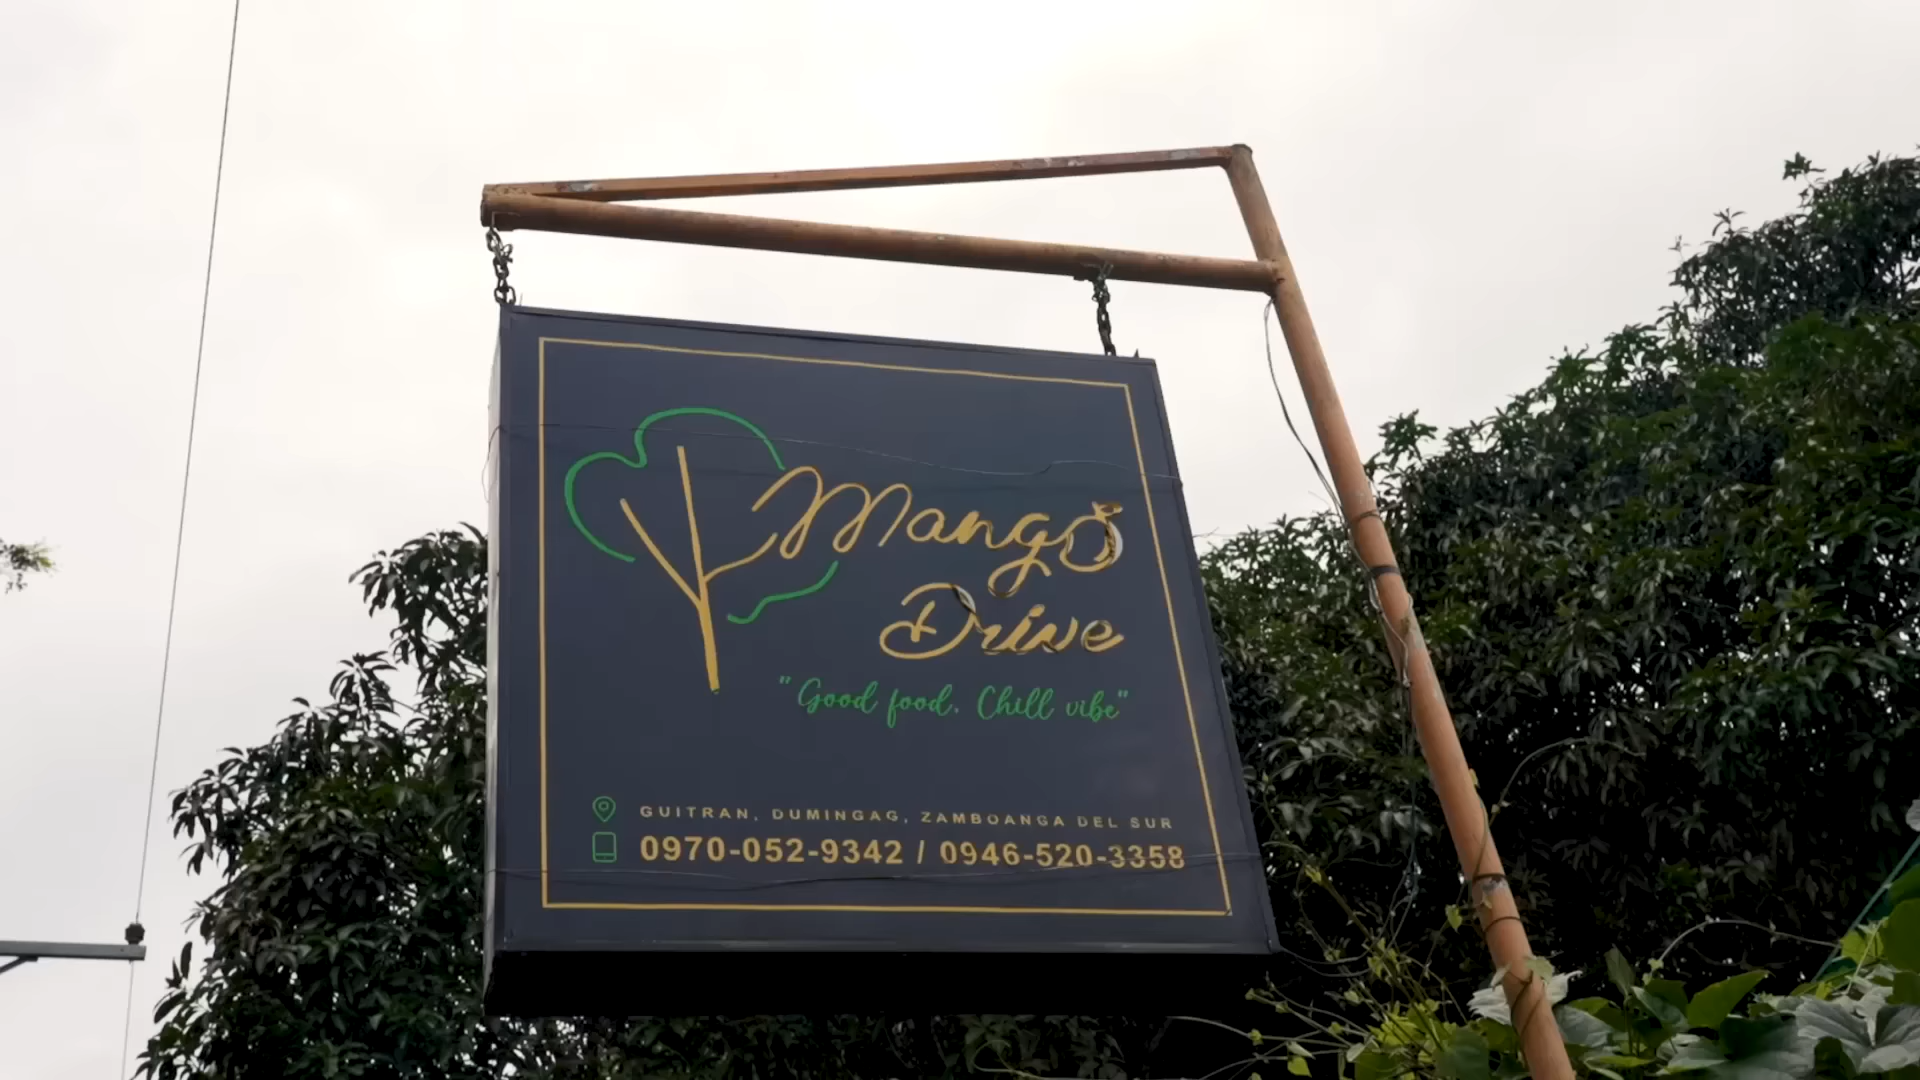 Mango
Drive
"Good food. Chill vibe"
GUITRAN, DUMINGAG, ZAMBOANGA DEL SUR
0970-052-9342 / 0946-520-3358